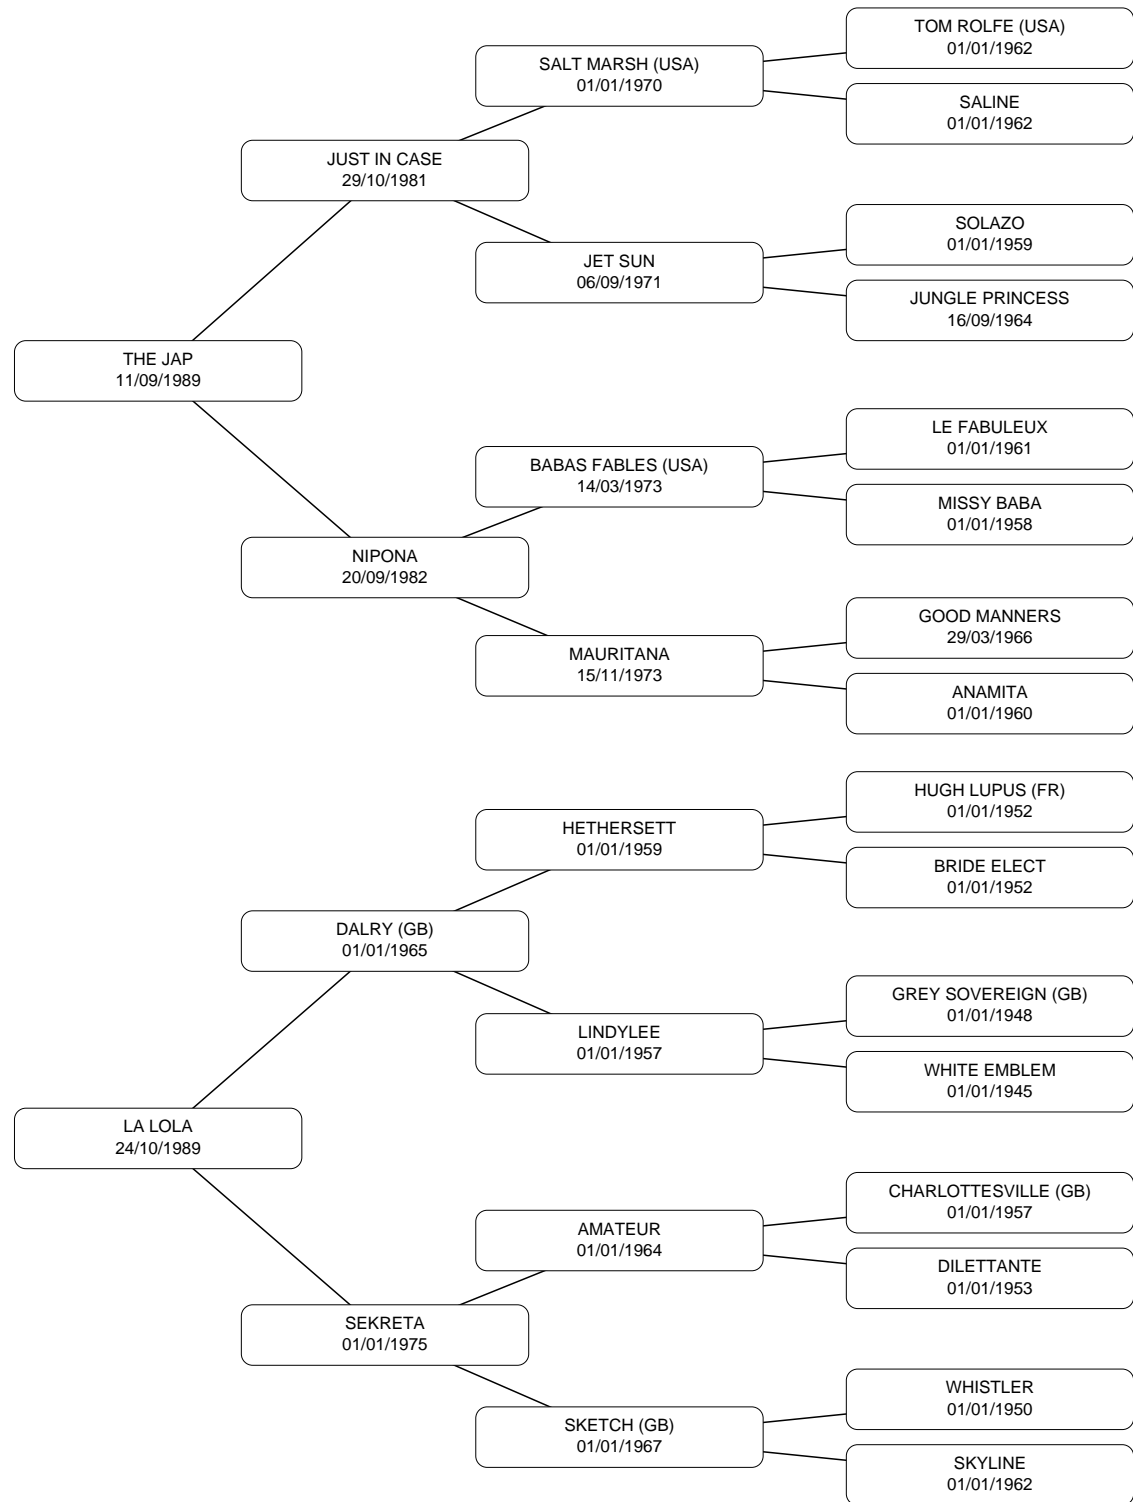 TOM ROLFE (USA)
01/01/1962
SALT MARSH (USA)
01/01/1970
SALINE
01/01/1962
JUST IN CASE
29/10/1981
SOLAZO
01/01/1959
JET SUN
06/09/1971
JUNGLE PRINCESS
16/09/1964
THE JAP
11/09/1989
LE FABULEUX
01/01/1961
BABAS FABLES (USA)
14/03/1973
MISSY BABA
01/01/1958
NIPONA
20/09/1982
GOOD MANNERS
29/03/1966
MAURITANA
15/11/1973
ANAMITA
01/01/1960
HUGH LUPUS (FR)
01/01/1952
HETHERSETT
01/01/1959
BRIDE ELECT
01/01/1952
DALRY (GB)
01/01/1965
GREY SOVEREIGN (GB)
01/01/1948
LINDYLEE
01/01/1957
WHITE EMBLEM
01/01/1945
LA LOLA
24/10/1989
CHARLOTTESVILLE (GB)
01/01/1957
AMATEUR
01/01/1964
DILETTANTE
01/01/1953
SEKRETA
01/01/1975
WHISTLER
01/01/1950
SKETCH (GB)
01/01/1967
SKYLINE
01/01/1962